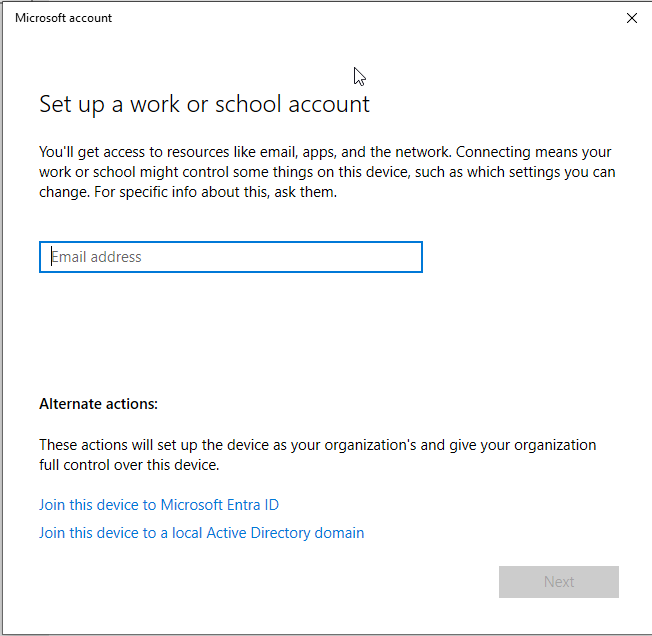 Microsoft account
Set up a work or school account
You'll get access to resources like email, apps, and the network. Connecting means your
work or school might control some things on this device, such as which settings you can
change. For specific info about this, ask them.
Email address
Alternate actions:
These actions will set up the device as your organization's and give your organization
full control over this device.
Join this device to Microsoft Entra ID
Join this device to a local Active Directory domain
Next